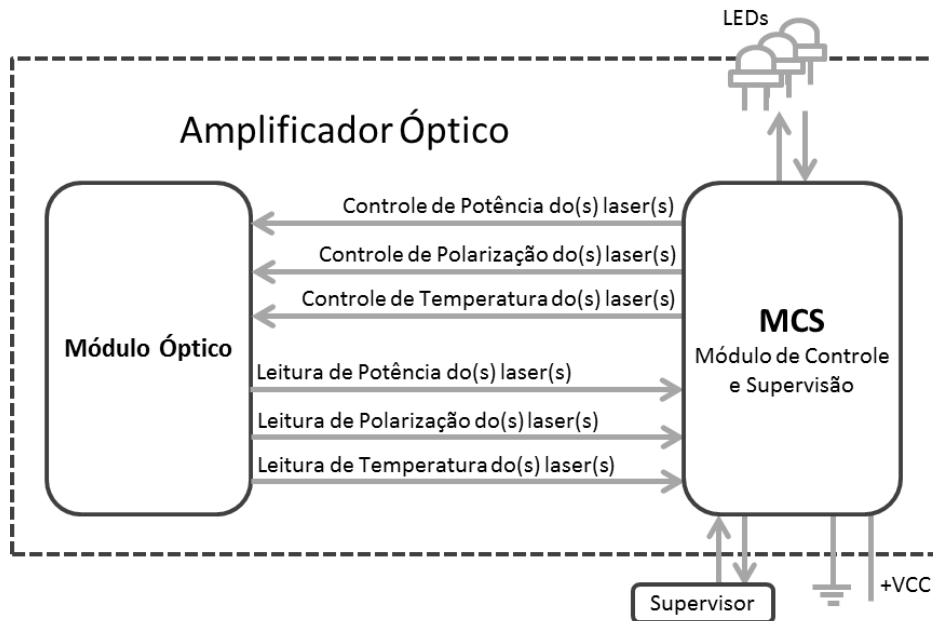 LEDs
Amplificador Óptico
Controle de Potência do(s) laser(s)
Controle de Polarização do(s) laser(s)
Controle de Temperatura do(s) laser(s)
Módulo Óptico
MCS
Módulo de Controle
e Supervisão
Leitura de Potência do(s) laser(s)
Leitura de Polarização do(s) laser(s)
Leitura de Temperatura do(s) laser(s)
+VCC
Supervisor